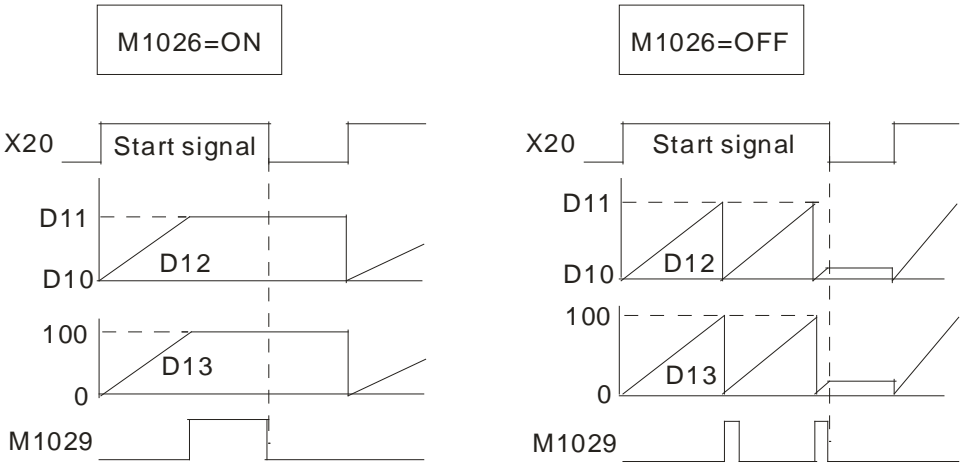 M1026=ON
X20
Start signal
D11
D12
D10
100
D13
0
M1029
M1026=OFF
X20
Start signal
D11
D12
D10
100
D13
0
M1029